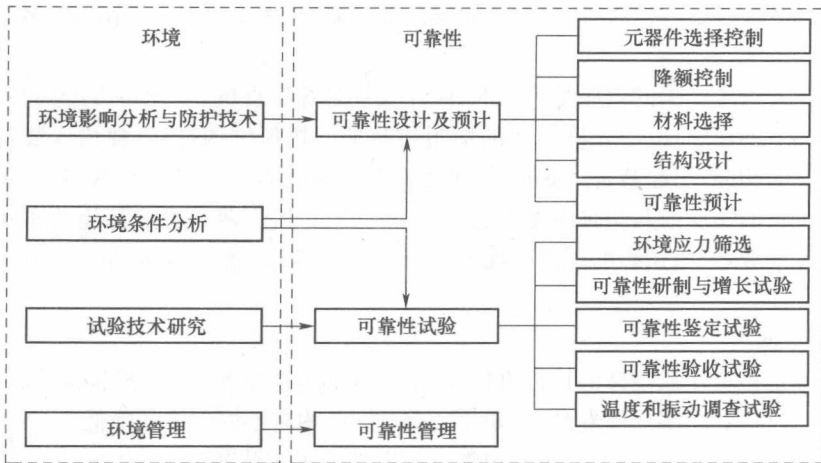 环境
可靠性
环境影响分析与防护技术
环境条件分析
试验技术研究
环境管理
可靠性设计及预计
可靠性试验
可靠性管理
元器件选择控制
降额控制
材料选择
结构设计
可靠性预计
环境应力筛选
可靠性研制与增长试验
可靠性鉴定试验
可靠性验收试验
温度和振动调查试验